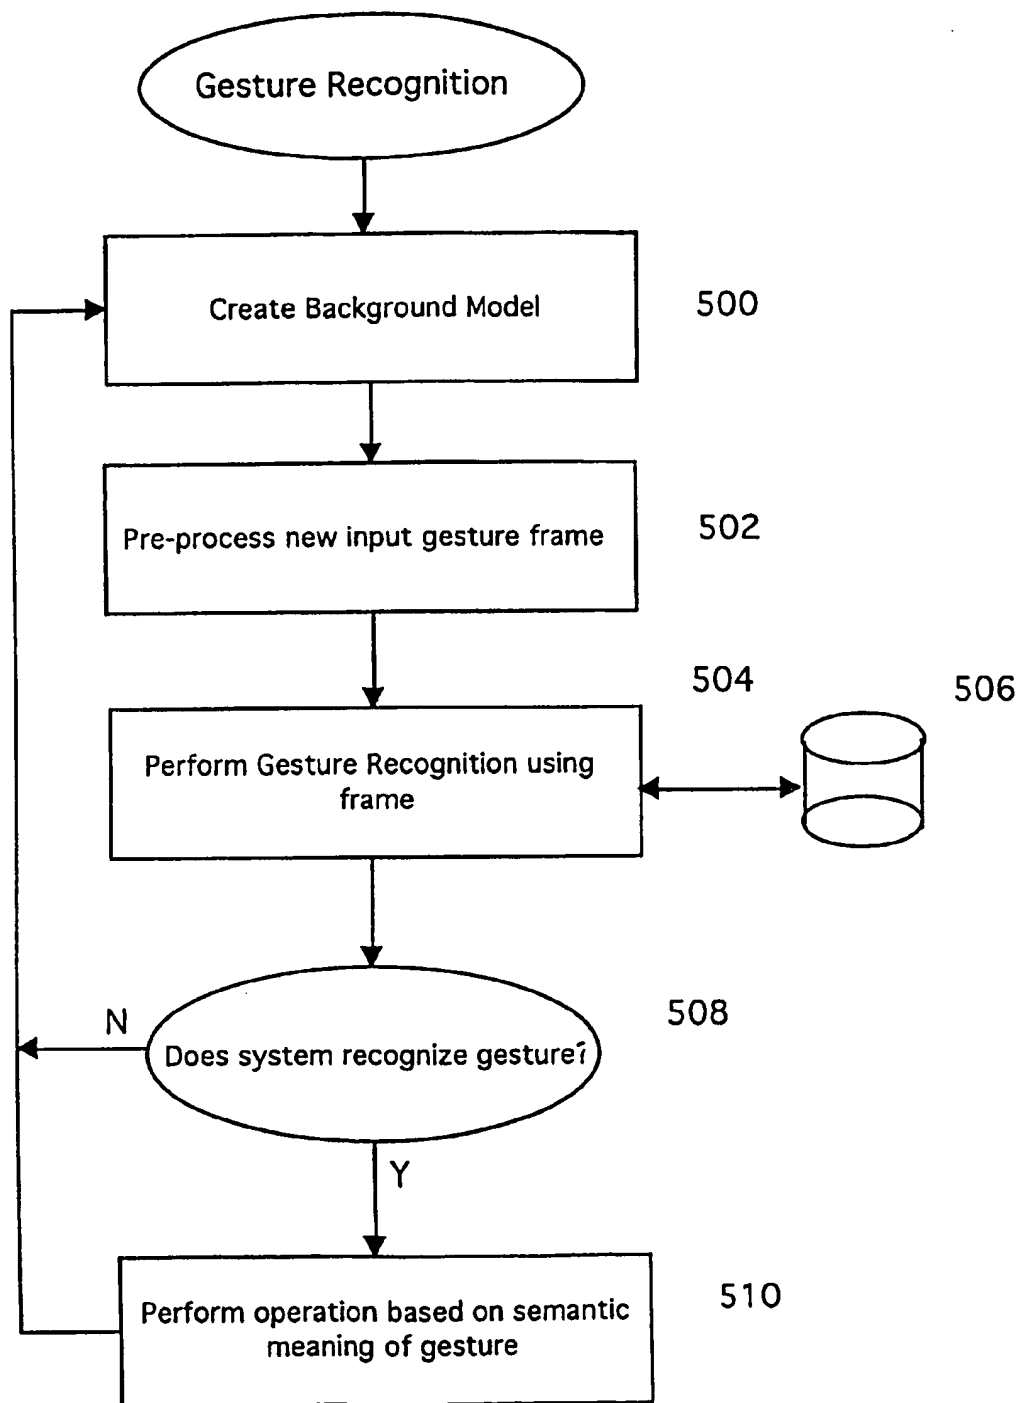 Gesture Recognition
Create Background Model
500
Pre-process new input gesture frame
502
504
506
Perform Gesture Recognition using
frame
N
508
Does system recognize gesture?
Y
510
Perform operation based on semantic
meaning of gesture